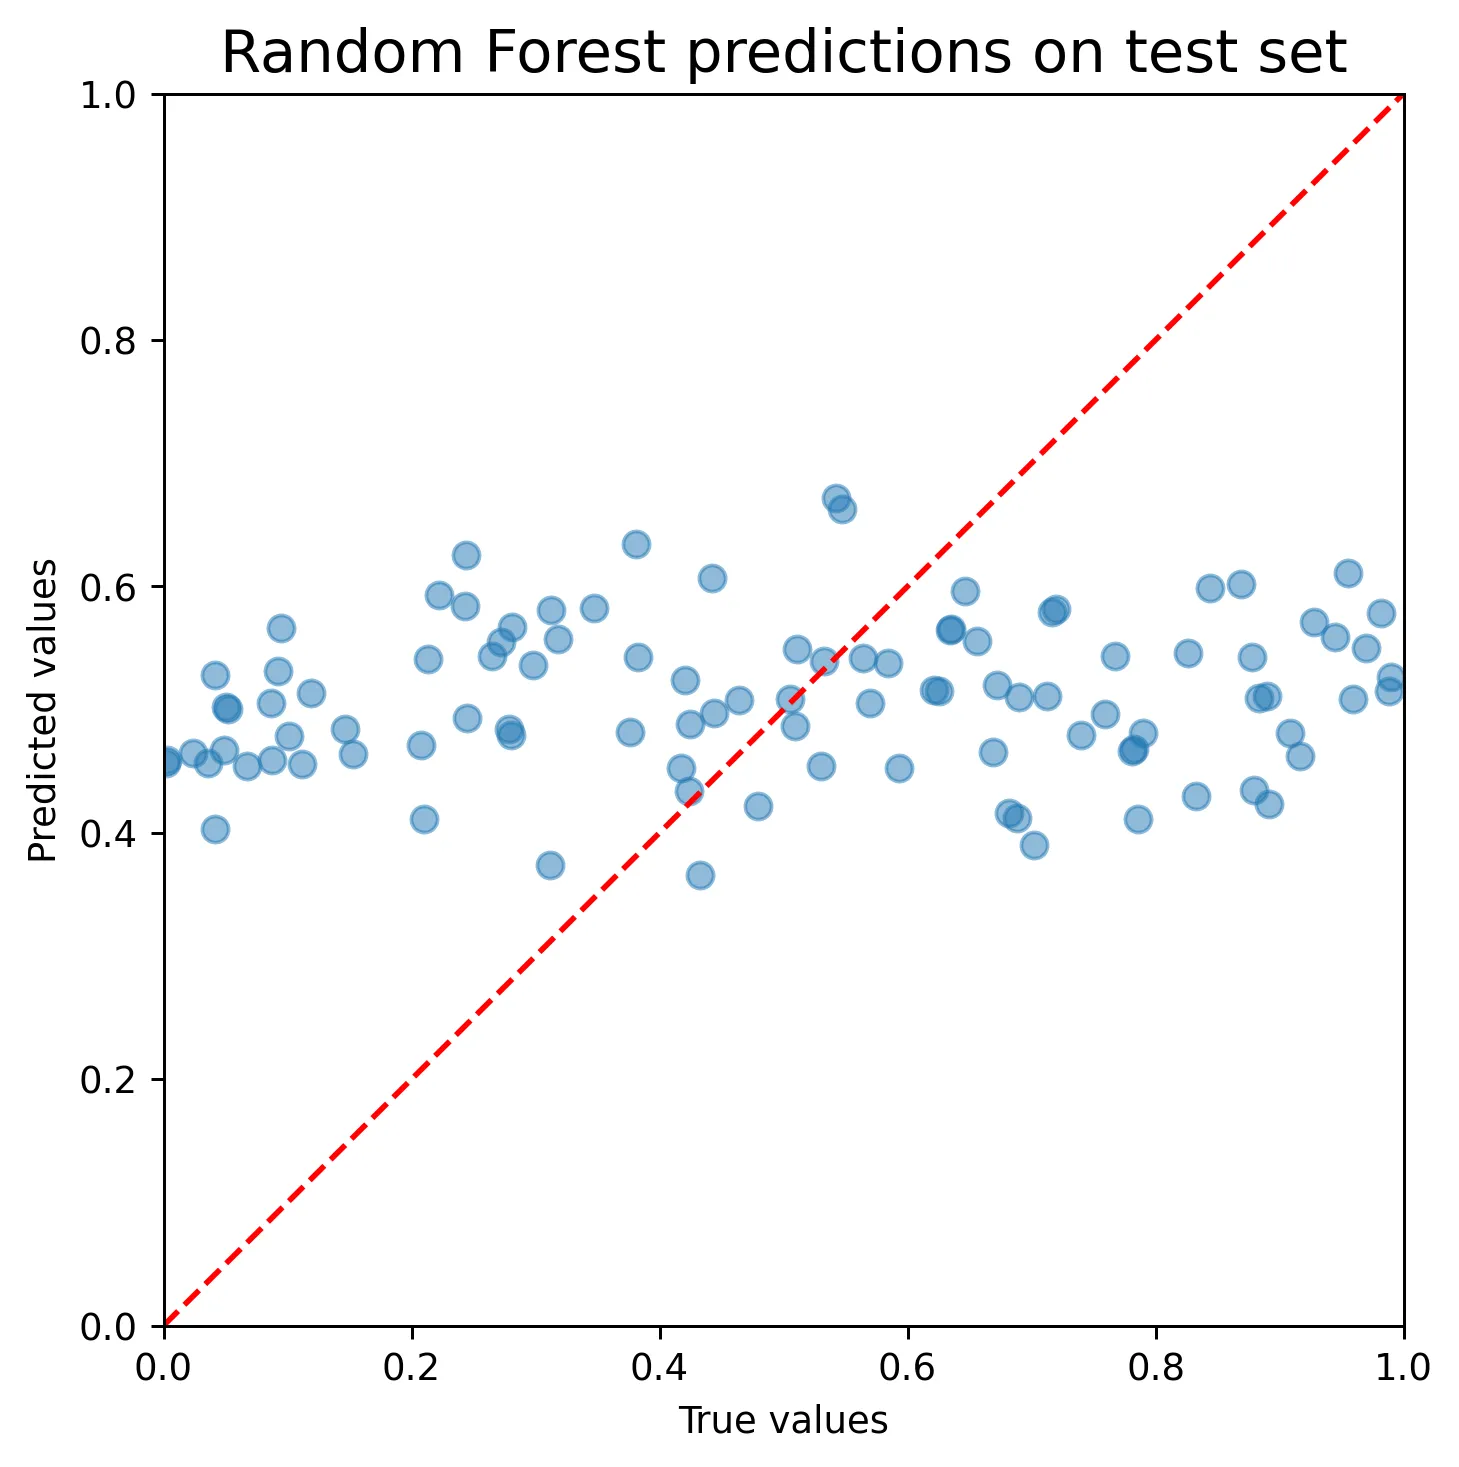 Random Forest predictions on test set
1.0
0.8
0.6
0.4
0.2
0.0
Predicted values
0.0 0.2 0.4 0.6 0.8 1.0
True values